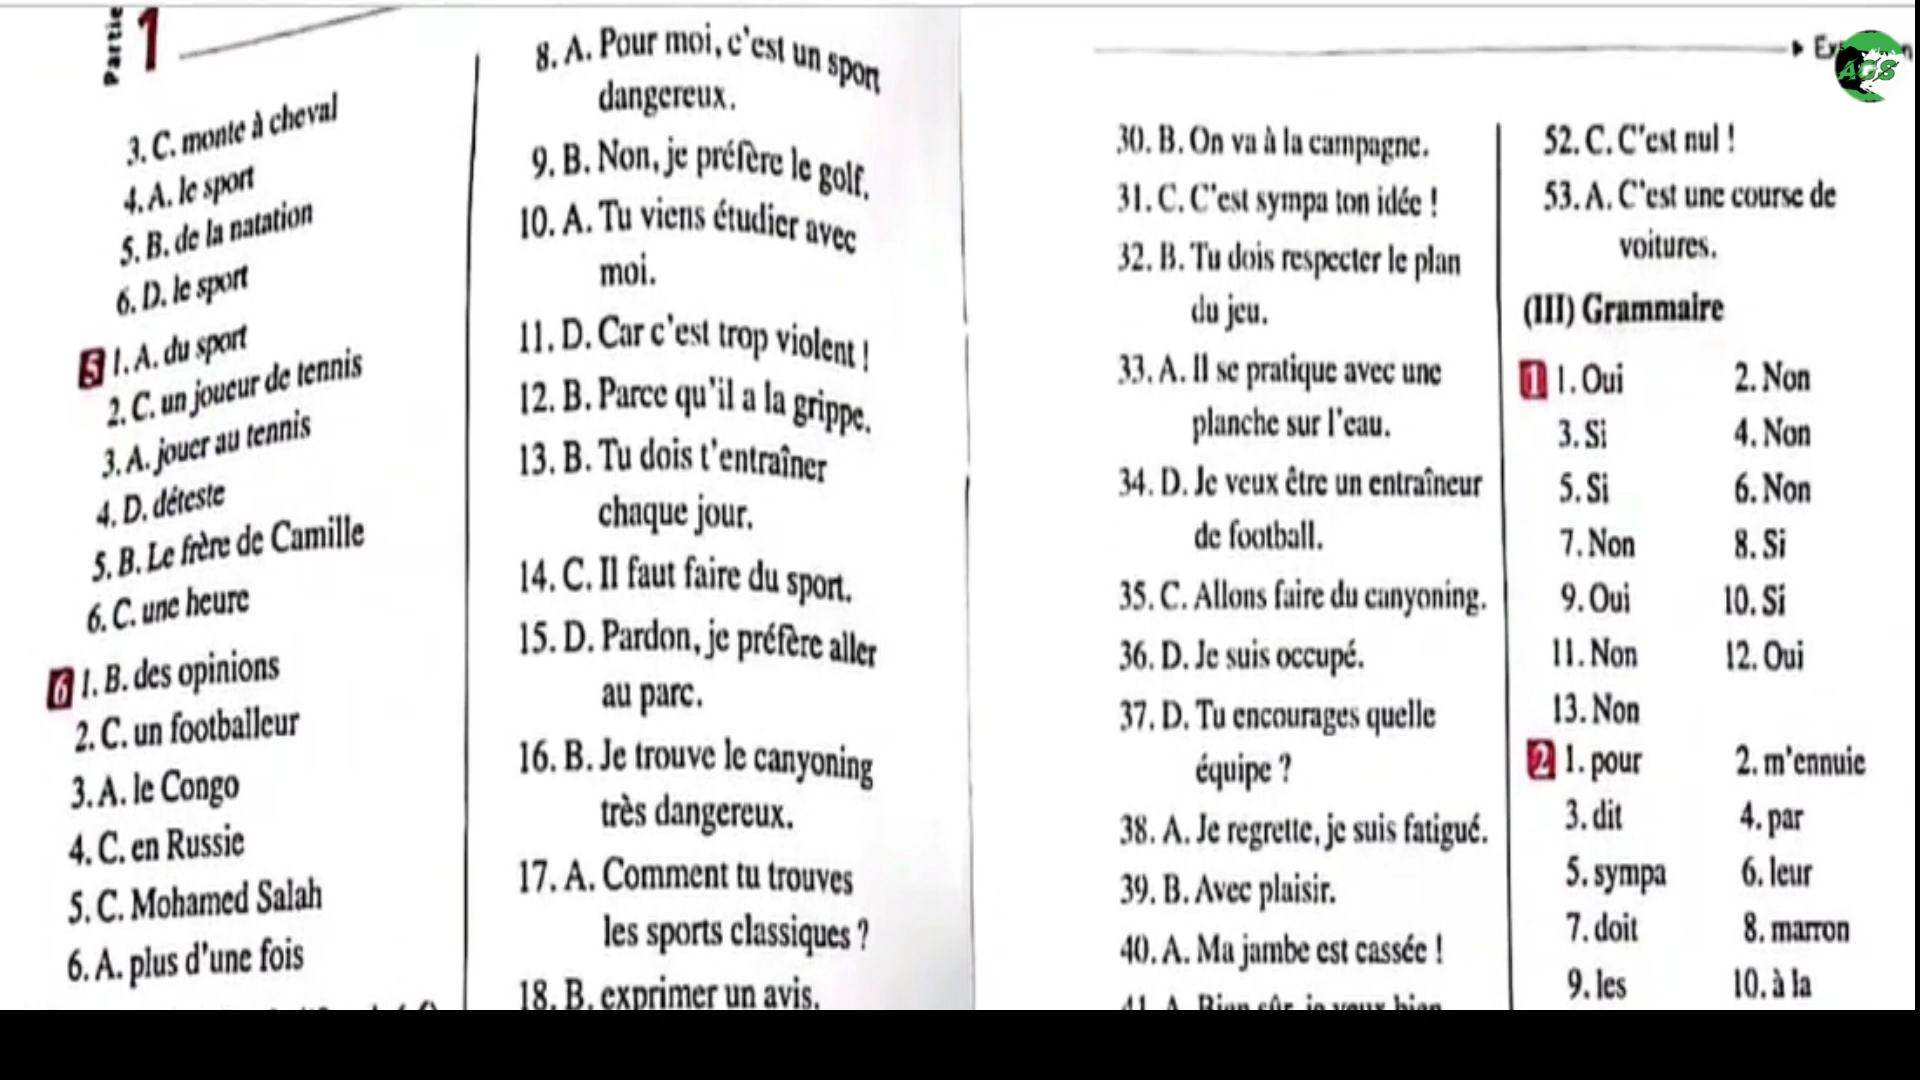 Partie 1
3. C. monte à cheval
4. A. le sport
5. B. de la natation
6. D. le sport
5 1. A. du sport
2. C. un joueur de tennis
3. A. jouer au tennis
4. D. déteste
5. B. Le frère de Camille
6. C. une heure
6 1. B. des opinions
2. C. un footballeur
3. A. le Congo
4. C. en Russie
5. C. Mohamed Salah
6. A. plus d'une fois
8. A. Pour moi, c'est un sport
dangereux.
9. B. Non, je préfère le golf.
10. A. Tu viens étudier avec
moi.
11. D. Car c'est trop violent !
12. B. Parce qu'il a la grippe.
13. B. Tu dois t'entraîner
chaque jour.
14. C. Il faut faire du sport.
15. D. Pardon, je préfère aller
au parc.
16. B. Je trouve le canyoning
très dangereux.
17. A. Comment tu trouves
les sports classiques ?
18. B. exprimer un avis.
AGS
30. B. On va à la campagne.
31. C. C'est sympa ton idée !
32. B. Tu dois respecter le plan
du jeu.
33. A. Il se pratique avec une
planche sur l'eau.
34. D. Je veux être un entraîneur
de football.
35. C. Allons faire du canyoning.
36. D. Je suis occupé.
37. D. Tu encourages quelle
équipe ?
38. A. Je regrette, je suis fatigué.
39. B. Avec plaisir.
40. A. Ma jambe est cassée !
41. A. Bien sûr, je veux bien
52. C. C'est nul !
53. A. C'est une course de
voitures.
(III) Grammaire
1 1. Oui 2. Non
3. Si 4. Non
5. Si 6. Non
7. Non 8. Si
9. Oui 10. Si
11. Non 12. Oui
13. Non
2 1. pour 2. m'ennuie
3. dit 4. par
5. sympa 6. leur
7. doit 8. marron
9. les 10. à la